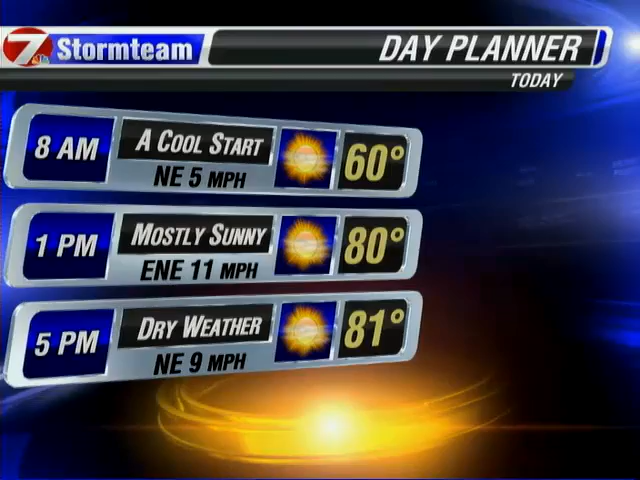 7 Stormteam
DAY PLANNER
TODAY
8 AM
A COOL START
NE 5 MPH
60°
1 PM
MOSTLY SUNNY
ENE 11 MPH
80°
5 PM
DRY WEATHER
NE 9 MPH
81°